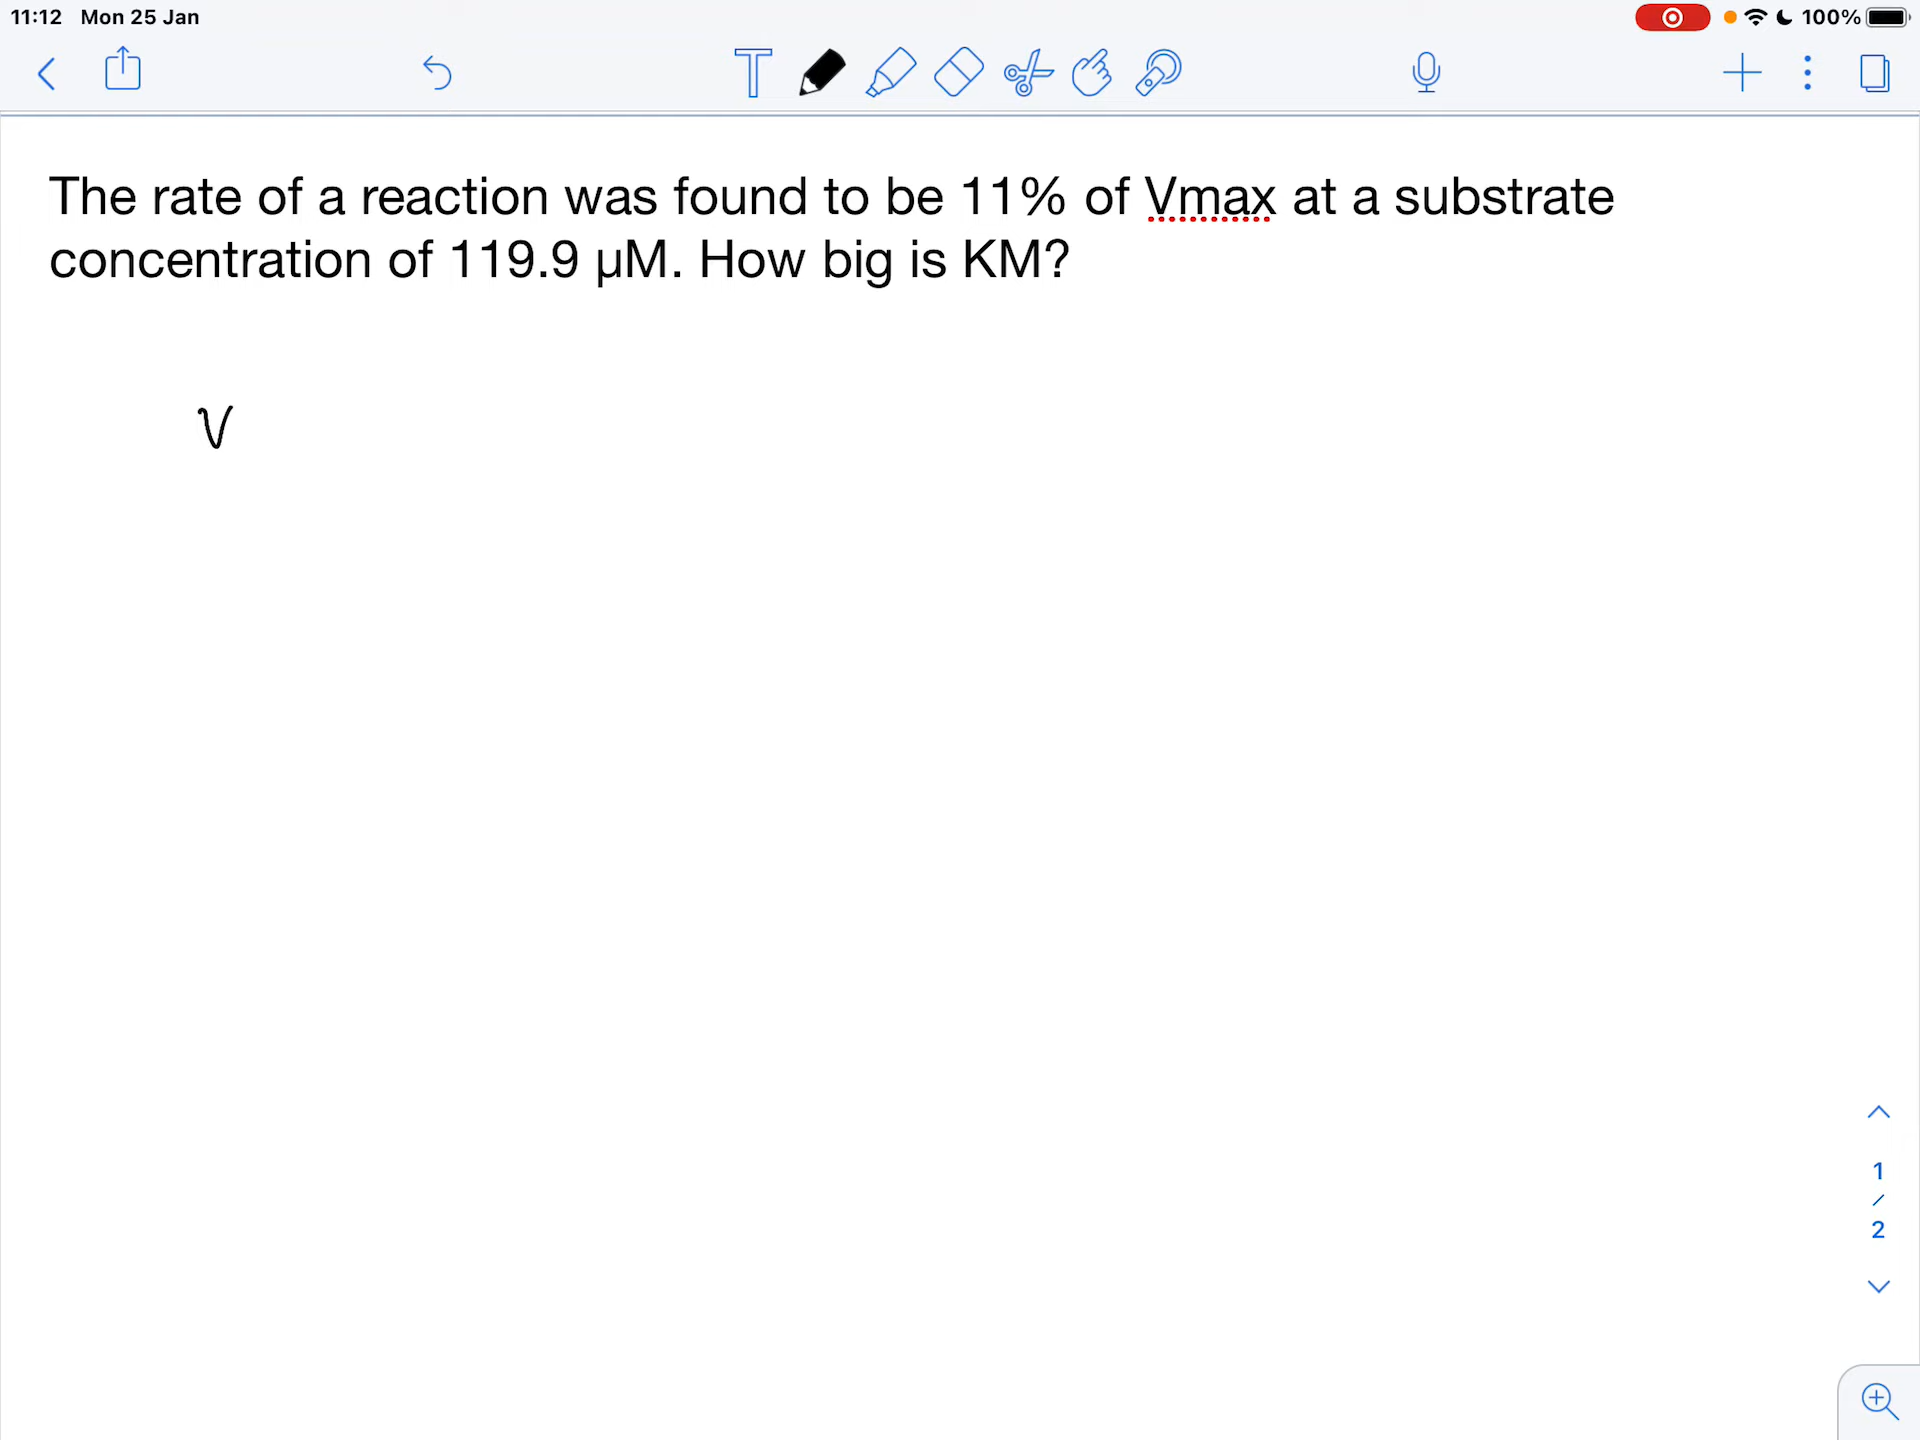 11:12 Mon 25 Jan 100%
T
The rate of a reaction was found to be 11% of Vmax at a substrate
concentration of 119.9 µM. How big is KM?
V
1
/
2